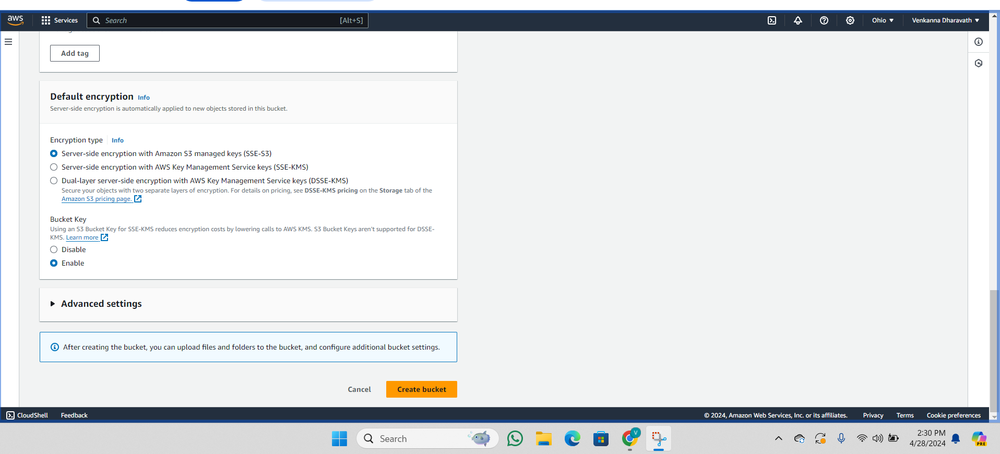 aws
Services
Search
[Alt+S]
Ohio
Venkanna Dharavath
Add tag
Default encryption Info
Server-side encryption is automatically applied to new objects stored in this bucket.
Encryption type Info
Server-side encryption with Amazon S3 managed keys (SSE-S3)
Server-side encryption with AWS Key Management Service keys (SSE-KMS)
Dual-layer server-side encryption with AWS Key Management Service keys (DSSE-KMS)
Secure your objects with two separate layers of encryption. For details on pricing, see DSSE-KMS pricing on the Storage tab of the
Amazon S3 pricing page.
Bucket Key
Using an S3 Bucket Key for SSE-KMS reduces encryption costs by lowering calls to AWS KMS. S3 Bucket Keys aren't supported for DSSE-
KMS. Learn more
Disable
Enable
Advanced settings
After creating the bucket, you can upload files and folders to the bucket, and configure additional bucket settings.
Cancel
Create bucket
CloudShell
Feedback
© 2024, Amazon Web Services, Inc. or its affiliates.
Privacy
Terms
Cookie preferences
Search
V
2:30 PM
4/28/2024
PRE